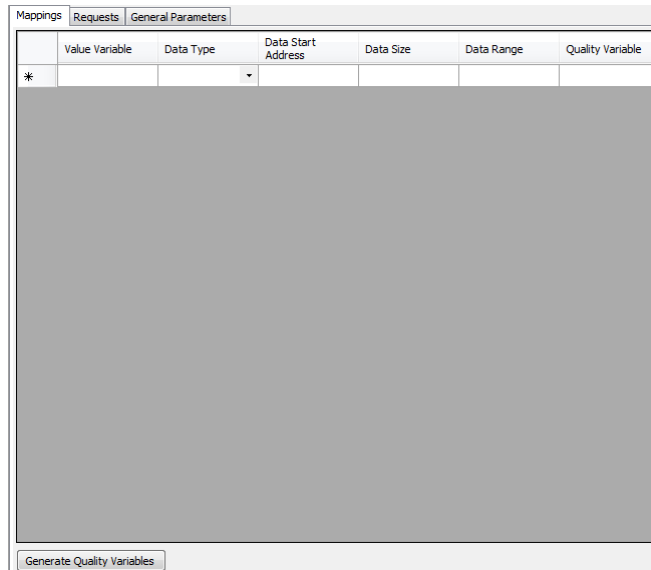 Mappings Requests General Parameters
Value Variable Data Type Data Start Address Data Size Data Range Quality Variable
*
Generate Quality Variables